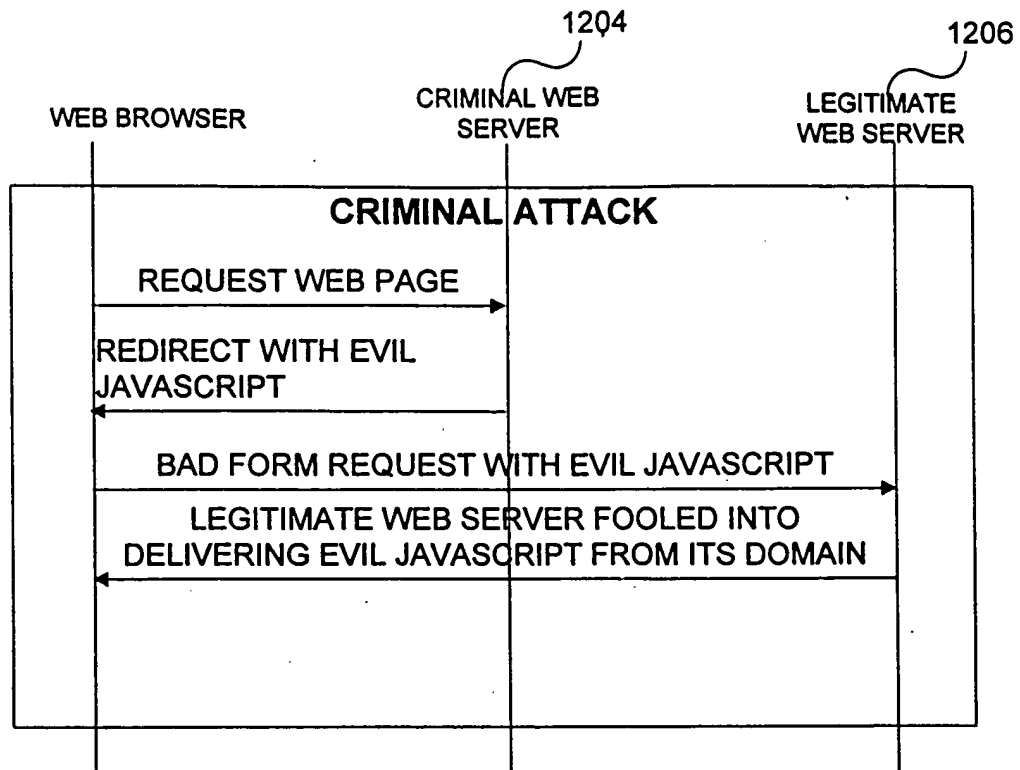 1204
1206
WEB BROWSER
CRIMINAL WEB
SERVER
LEGITIMATE
WEB SERVER
CRIMINAL ATTACK
REQUEST WEB PAGE
REDIRECT WITH EVIL
JAVASCRIPT
BAD FORM REQUEST WITH EVIL JAVASCRIPT
LEGITIMATE WEB SERVER FOOLED INTO
DELIVERING EVIL JAVASCRIPT FROM ITS DOMAIN